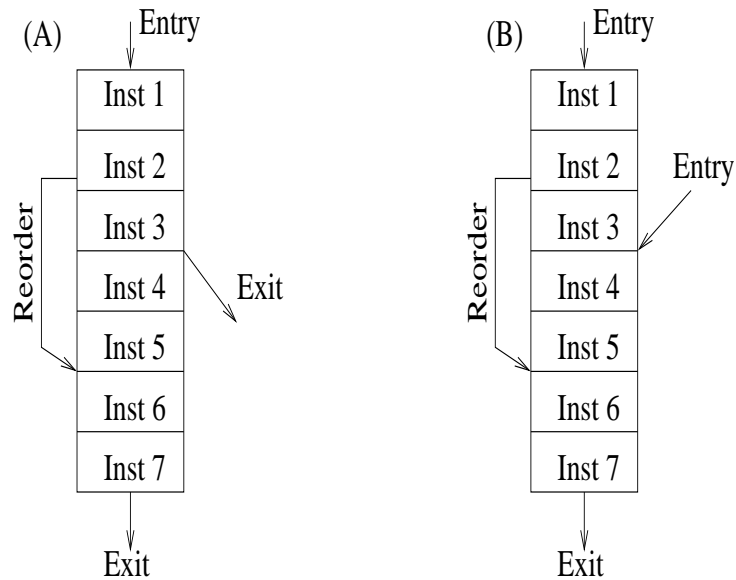 (A)
Entry
Inst 1
Inst 2
Inst 3
Inst 4
Inst 5
Inst 6
Inst 7
Reorder
Exit
Exit
(B)
Entry
Inst 1
Inst 2
Entry
Inst 3
Inst 4
Inst 5
Inst 6
Inst 7
Reorder
Exit